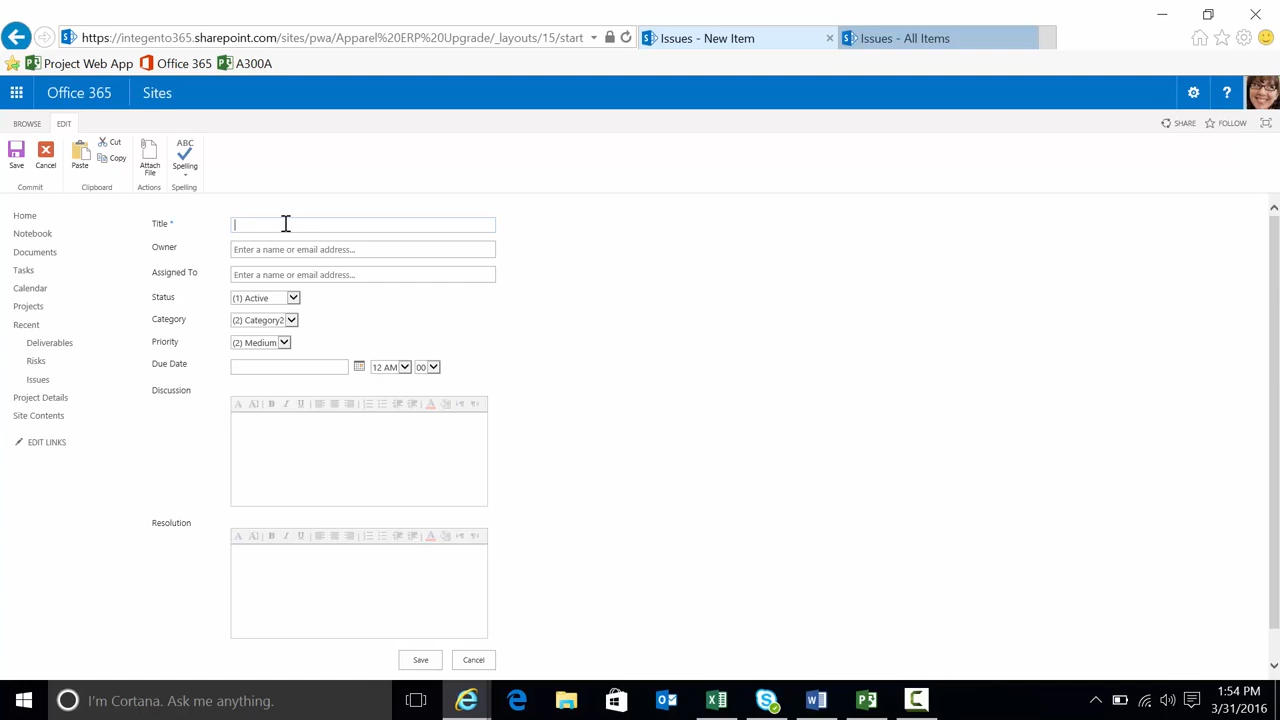 https://integento365.sharepoint.com/sites/pwa/Apparel%20ERP%20Upgrade/_layouts/15/start
Issues - New Item
Issues - All Items
Project Web App
Office 365
A300A
Office 365
Sites
?
BROWSE
EDIT
SHARE
FOLLOW
Save
Cancel
Paste
Cut
Copy
Attach File
ABC
Spelling
Commit
Clipboard
Actions
Spelling
Home
Notebook
Documents
Tasks
Calendar
Projects
Recent
Deliverables
Risks
Issues
Project Details
Site Contents
EDIT LINKS
Title *
Owner
Enter a name or email address...
Assigned To
Enter a name or email address...
Status
(1) Active
Category
(2) Category2
Priority
(2) Medium
Due Date
12 AM
00
Discussion
Resolution
Save
Cancel
I'm Cortana. Ask me anything.
1:54 PM
3/31/2016